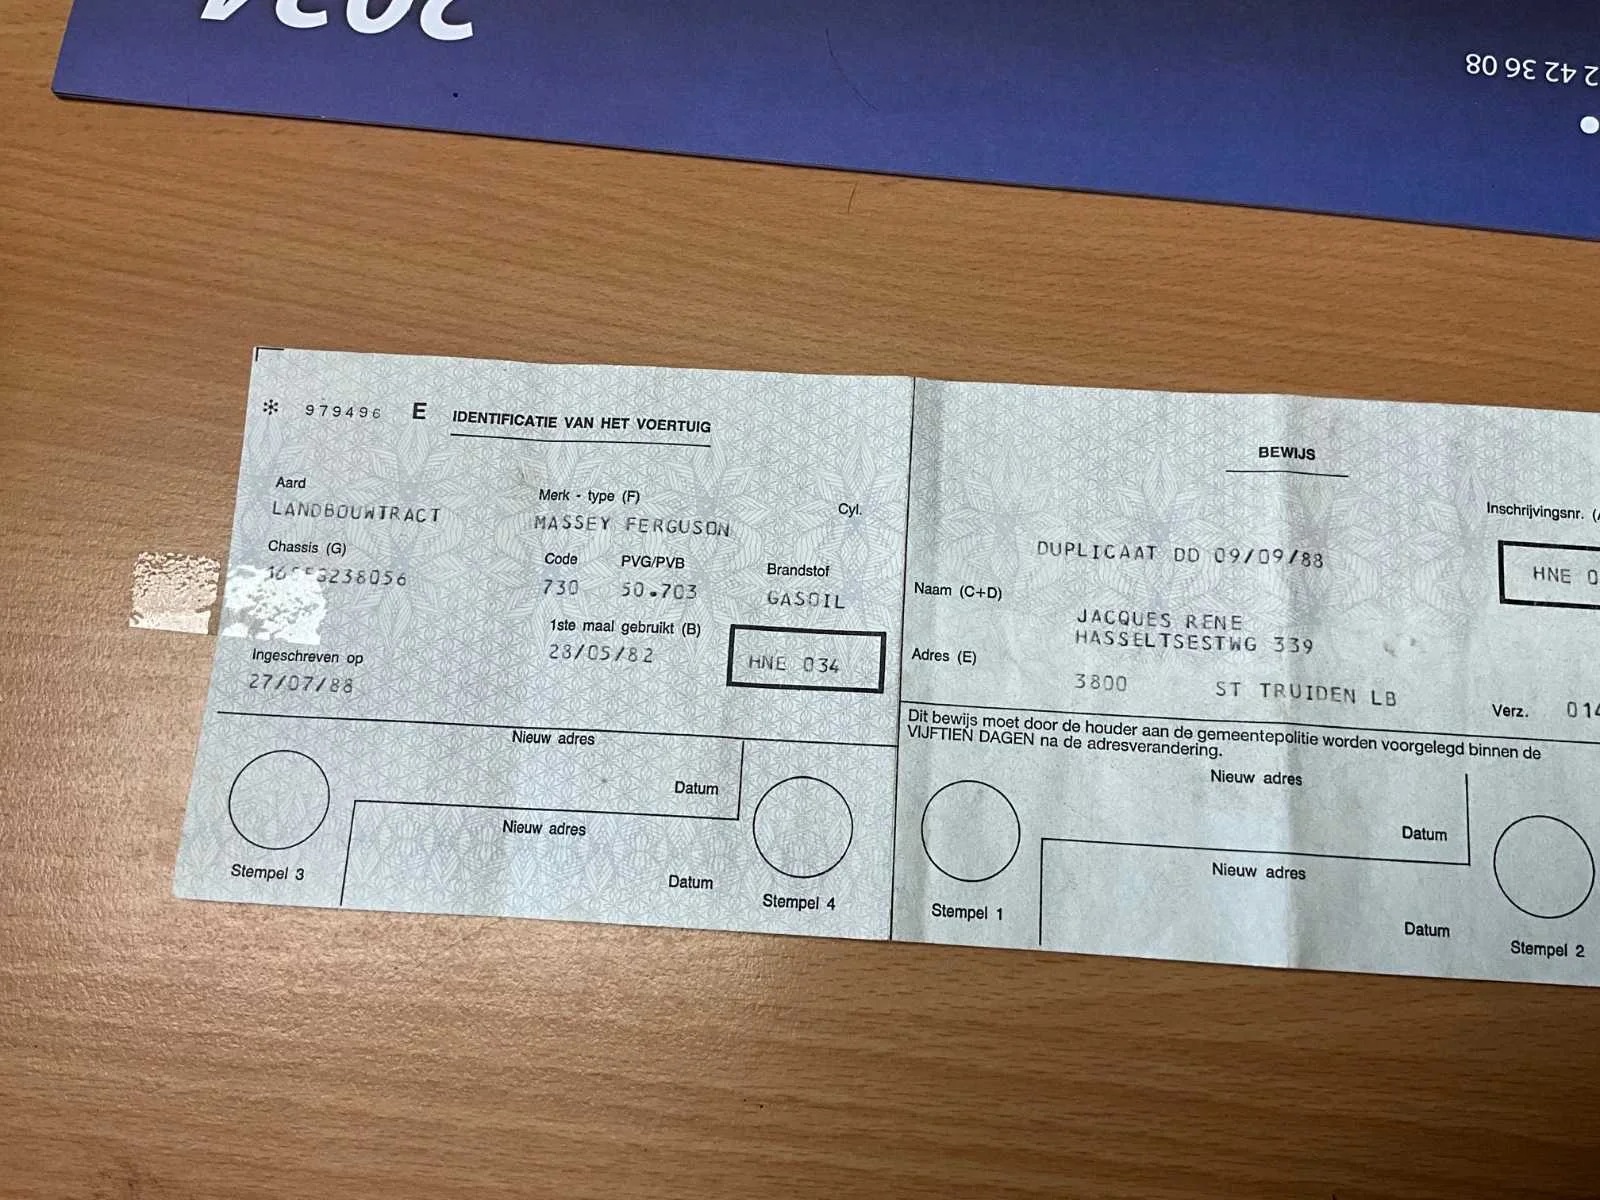 2024
2 42 36 08
* 979496 E IDENTIFICATIE VAN HET VOERTUIG
Aard
LANDBOUWTRACT
Merk - type (F)
MASSEY FERGUSON
Cyl.
Chassis (G)
Code
730
PVG/PVB
50.703
Brandstof
GASOIL
1ste maal gebruikt (B)
28/05/82
HNE 034
Ingeschreven op
27/07/88
Nieuw adres
Datum
Nieuw adres
Datum
Stempel 3
Stempel 4
BEWIJS
Inschrijvingsnr.
DUPLICAAT DD 09/09/88
HNE 0
Naam (C+D)
JACQUES RENE
HASSELTSESTWG 339
Adres (E)
3800 ST TRUIDEN LB
Verz. 014
Dit bewijs moet door de houder aan de gemeentepolitie worden voorgelegd binnen de
VIJFTIEN DAGEN na de adresverandering.
Nieuw adres
Datum
Nieuw adres
Datum
Stempel 1
Stempel 2